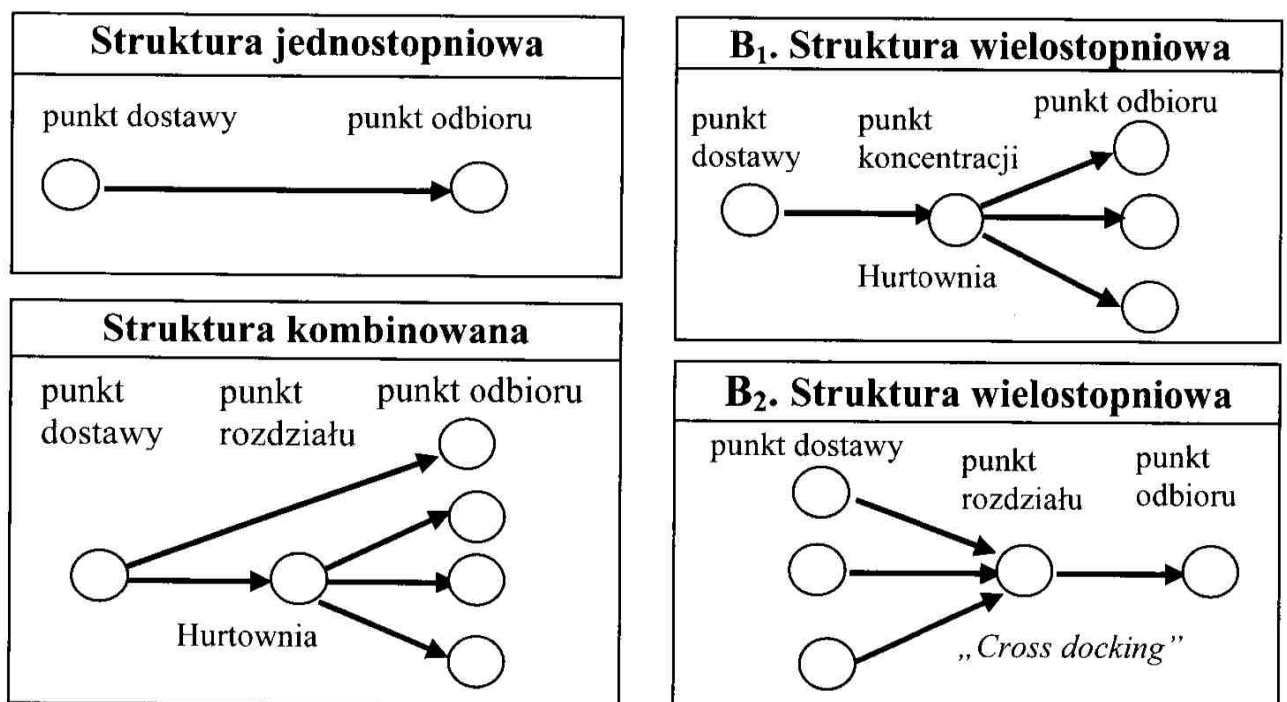 Struktura jednostopniowa
punkt dostawy
punkt odbioru
B₁. Struktura wielostopniowa
punkt
dostawy
punkt
koncentracji
punkt odbioru
Hurtownia
Struktura kombinowana
punkt
dostawy
punkt
rozdziału
punkt odbioru
Hurtownia
B₂. Struktura wielostopniowa
punkt dostawy
punkt
rozdziału
punkt
odbioru
„Cross docking”